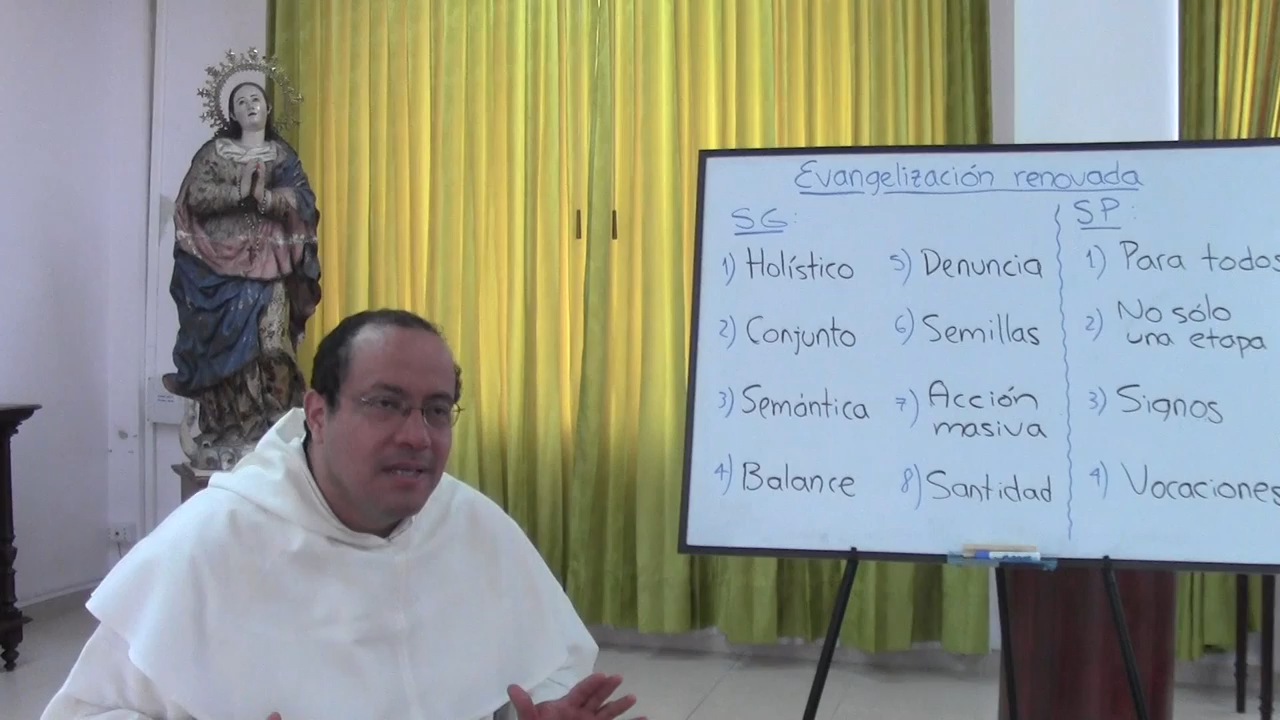 Evangelización renovada
SG:
1) Holístico
2) Conjunto
3) Semántica
4) Balance
5) Denuncia
6) Semillas
7) Acción
masiva
8) Santidad
SP:
1) Para todos
2) No sólo
una etapa
3) Signos
4) Vocaciones